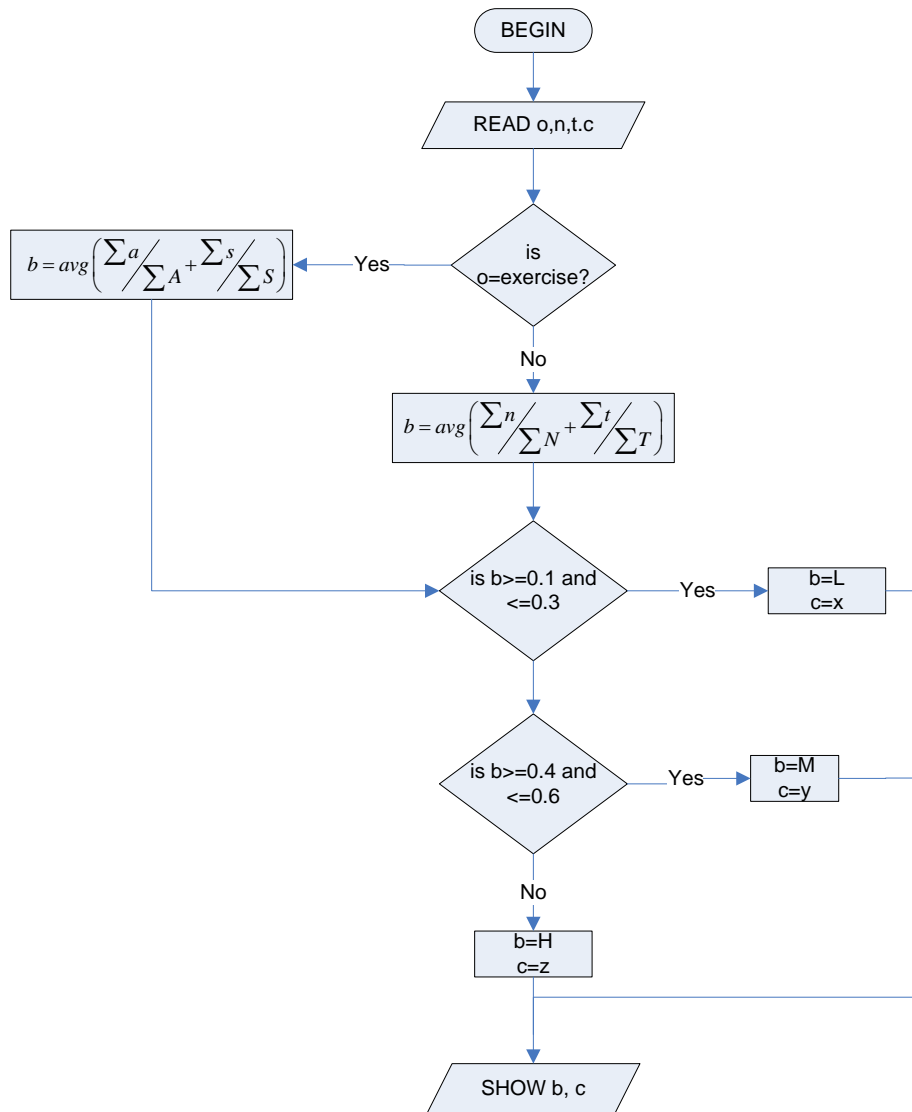 BEGIN
READ o,n,t.c
is
o=exercise?
Yes
b = avg(∑a/∑A + ∑s/∑S)
No
b = avg(∑n/∑N + ∑t/∑T)
is b>=0.1 and
<=0.3
Yes
b=L
c=x
is b>=0.4 and
<=0.6
Yes
b=M
c=y
No
b=H
c=z
SHOW b, c